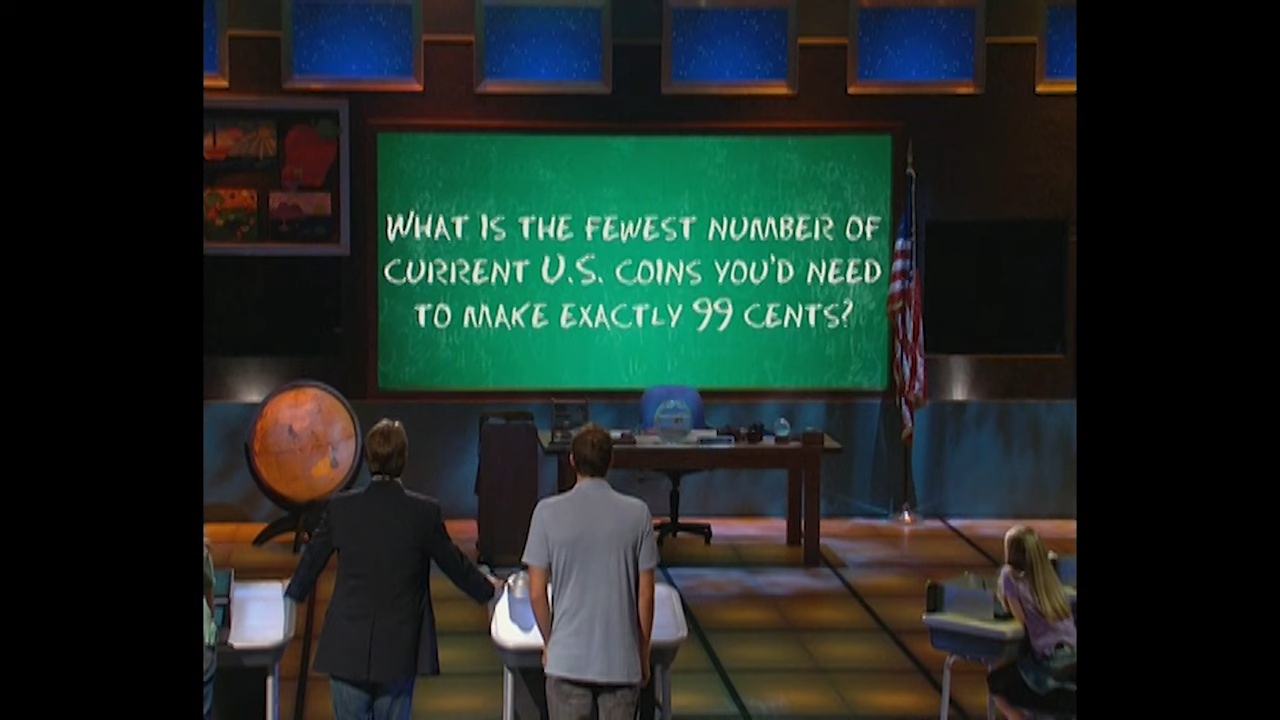 WHAT IS THE FEWEST NUMBER OF
CURRENT U.S. COINS YOU'D NEED
TO MAKE EXACTLY 99 CENTS?